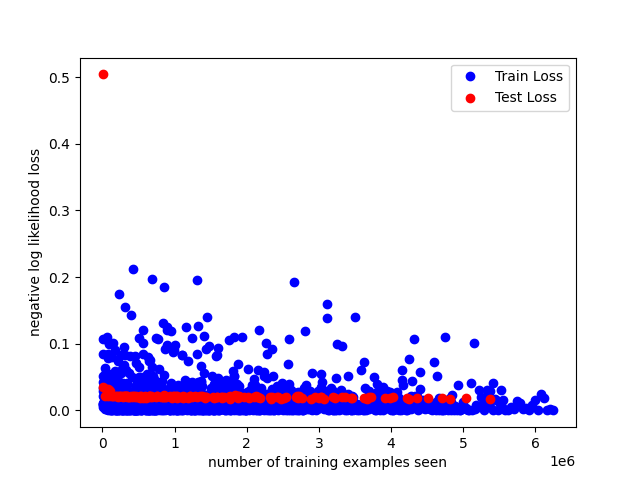 Train Loss
Test Loss
0.5
0.4
0.3
0.2
0.1
0.0
negative log likelihood loss
0 1 2 3 4 5 6
1e6
number of training examples seen